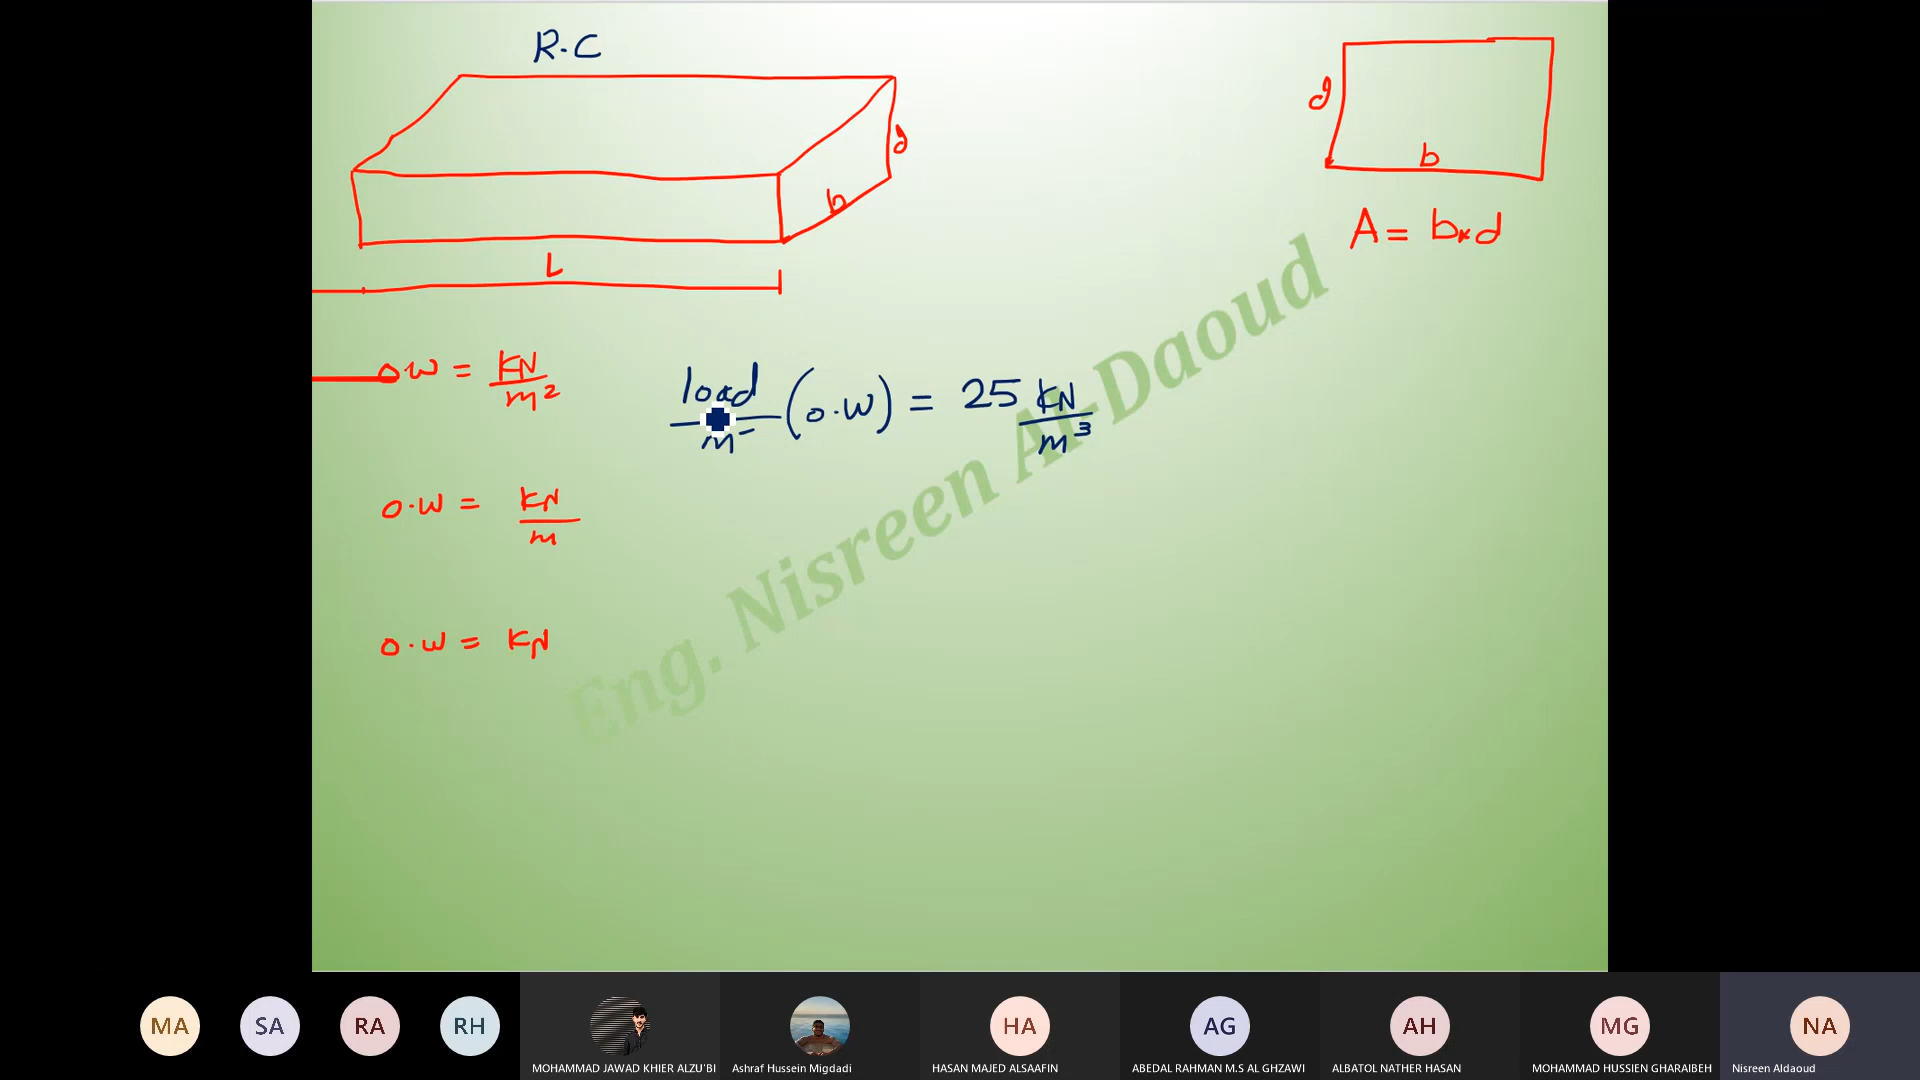 R.C
d
b
L
d
b
A = b×d
O.W = KN/m²
load/m' (O.W) = 25 KN/m³
O.W = KN/m
O.W = KN
Eng. Nisreen Al-Daoud
MA
SA
RA
RH
HA
AG
AH
MG
NA
MOHAMMAD JAWAD KHIER ALZU'BI
Ashraf Hussein Migdadi
HASAN MAJED ALSAAFIN
ABEDAL RAHMAN M.S AL GHZAWI
ALBATOL NATHER HASAN
MOHAMMAD HUSSIEN GHARAIBEH
Nisreen Aldaoud